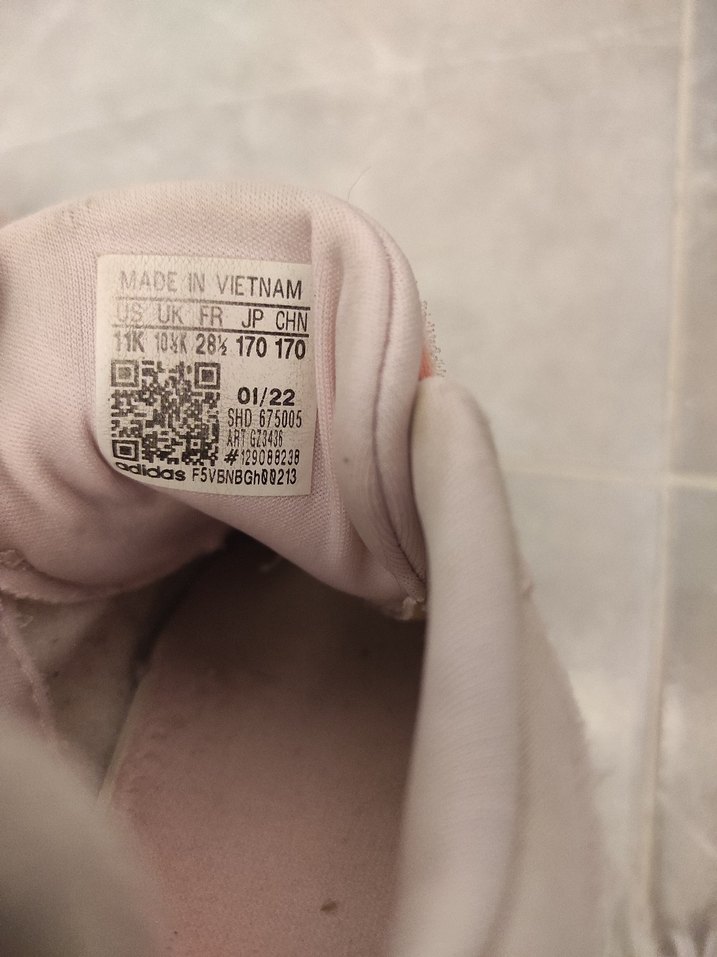 MADE IN VIETNAM
US UK FR JP CHN
11K 10½K 28½ 170 170
01/22
SHD 675005
ART GZ3436
#129088238
adidas F5VBNBGh00213